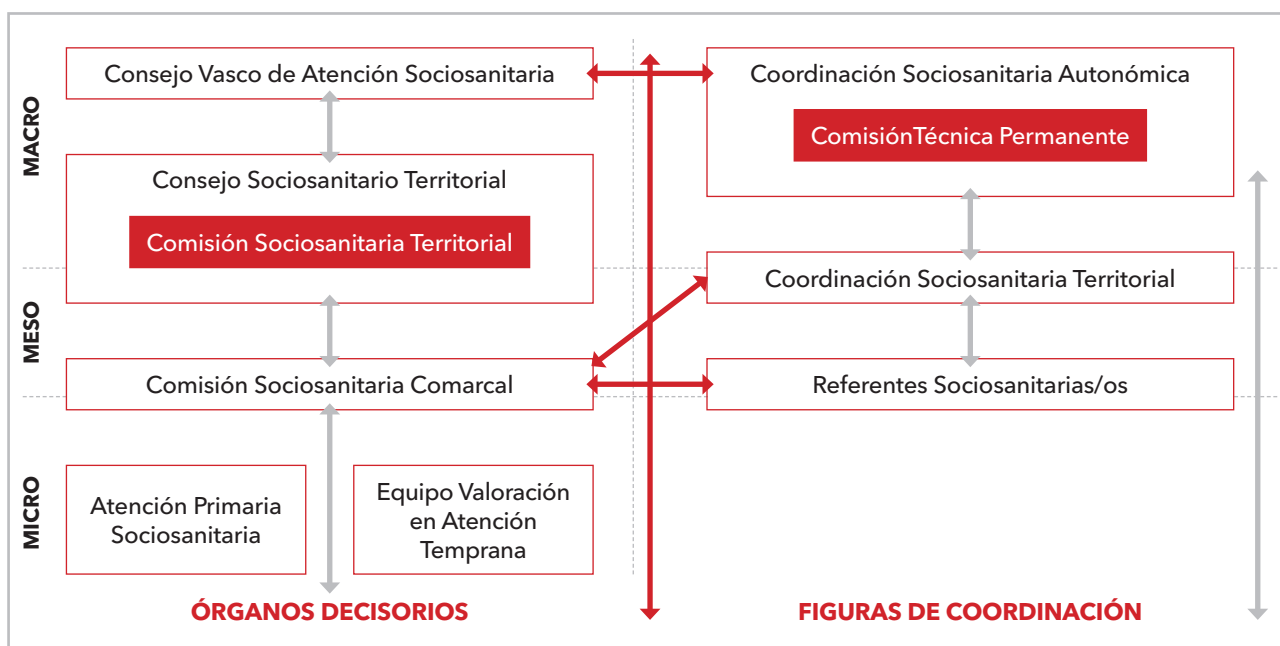 MACRO
Consejo Vasco de Atención Sociosanitaria
Coordinación Sociosanitaria Autonómica
ComisiónTécnica Permanente
Consejo Sociosanitario Territorial
Comisión Sociosanitaria Territorial
MESO
Coordinación Sociosanitaria Territorial
Comisión Sociosanitaria Comarcal
Referentes Sociosanitarias/os
MICRO
Atención Primaria
Sociosanitaria
Equipo Valoración
en Atención
Temprana
ÓRGANOS DECISORIOS
FIGURAS DE COORDINACIÓN